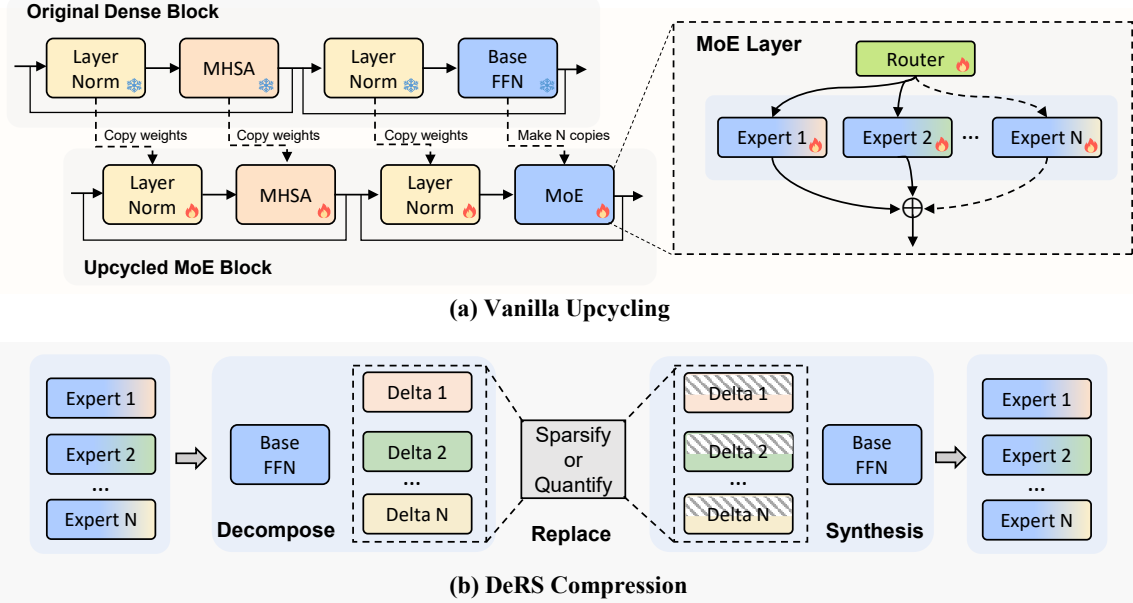 Original Dense Block
Layer
Norm
MHSA
Layer
Norm
Base
FFN
Copy weights
Copy weights
Copy weights
Make N copies
Layer
Norm
MHSA
Layer
Norm
MoE
Upcycled MoE Block
MoE Layer
Router
Expert 1
Expert 2
...
Expert N
(a) Vanilla Upcycling
Expert 1
Expert 2
...
Expert N
Base
FFN
Decompose
Delta 1
Delta 2
...
Delta N
Sparsify
or
Quantify
Replace
Delta 1
Delta 2
...
Delta N
Base
FFN
Synthesis
Expert 1
Expert 2
...
Expert N
(b) DeRS Compression